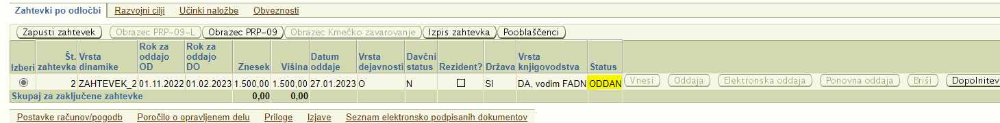 Zahtevki po odločbi Razvojni cilji Učinki naložbe Obveznosti
Zapusti zahtevek Obrazec PRP-09-L Obrazec PRP-09 Obrazec Kmečko zavarovanje Izpis zahtevka Pooblaščenci
Izberi Št. zahtevka Vrsta dinamike Rok za oddajo OD Rok za oddajo DO Znesek Višina Datum oddaje Vrsta dejavnosti Davčni status Rezident? Država Vrsta knjigovodstva Status
2 ZAHTEVEK_2 01.11.2022 01.02.2023 1.500,00 1.500,00 27.01.2023 O N SI DA, vodim FADN ODDAN Vnesi Oddaja Elektronska oddaja Ponovna oddaja Briši Dopolnitev
Skupaj za zaključene zahtevke 0,00 0,00
Postavke računov/pogodb Poročilo o opravljenem delu Priloge Izjave Seznam elektronsko podpisanih dokumentov